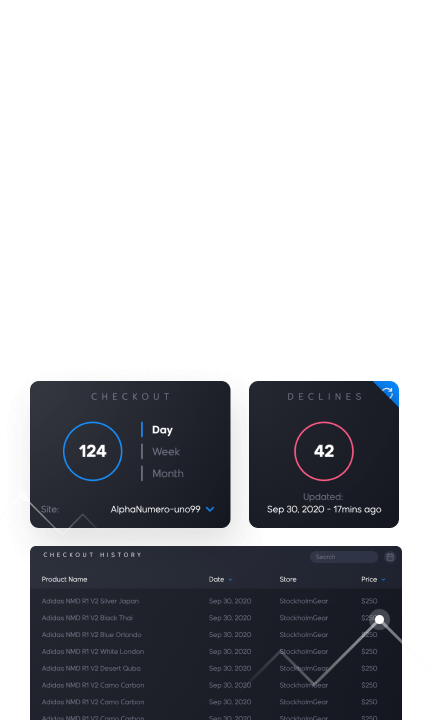 CHECKOUT
124
Day
Week
Month
Site: AlphaNumero-uno99
DECLINES
42
Updated:
Sep 30, 2020 - 17mins ago
CHECKOUT HISTORY
Search
Product Name Date Store Price
Adidas NMD R1 V2 Silver Japan Sep 30, 2020 StockholmGear $250
Adidas NMD R1 V2 Black Thai Sep 30, 2020 StockholmGear
Adidas NMD R1 V2 Blue Orlando Sep 30, 2020 StockholmGear $250
Adidas NMD R1 V2 White London Sep 30, 2020 StockholmGear $250
Adidas NMD R1 V2 Desert Quba Sep 30, 2020 StockholmGear $250
Adidas NMD R1 V2 Camo Carbon Sep 30, 2020 StockholmGear $250
Adidas NMD R1 V2 Camo Carbon Sep 30, 2020 StockholmGear $250
Adidas NMD R1 V2 Camo Carbon Sep 30, 2020 StockholmGear $250